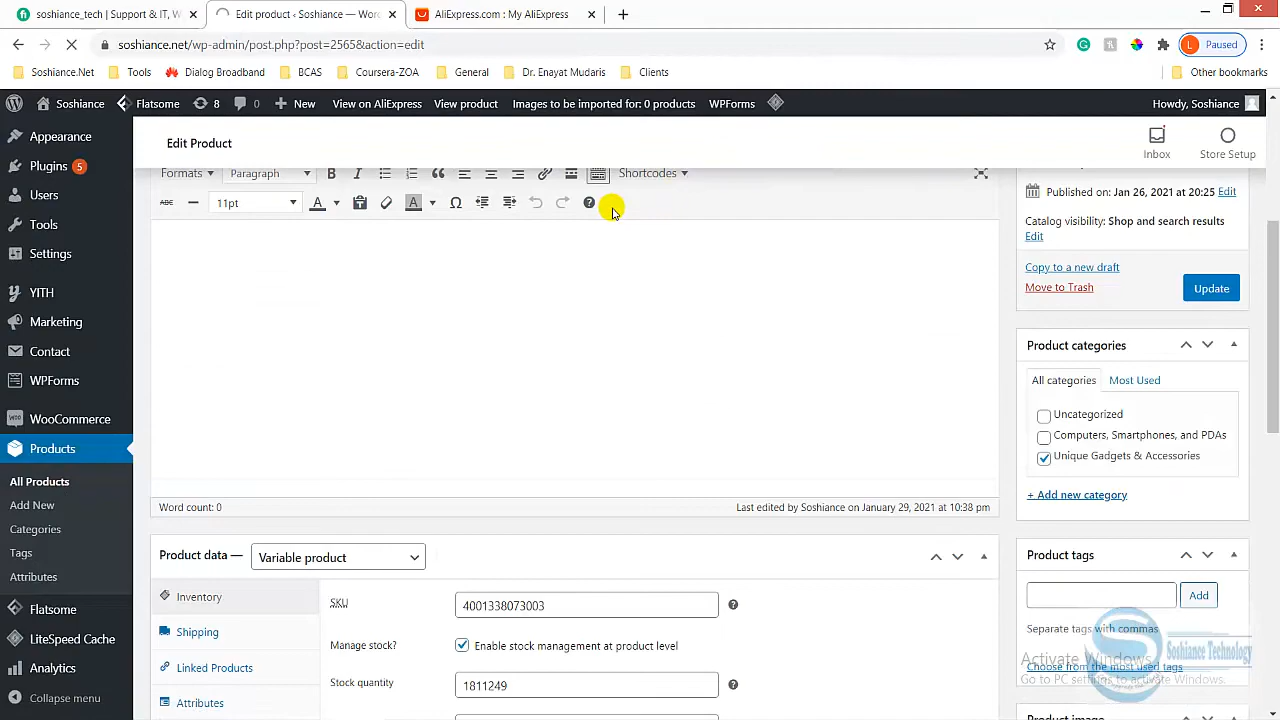 soshiance_tech | Support & IT, W
Edit product ‹ Soshiance — Wor
AliExpress.com : My AliExpress
soshiance.net/wp-admin/post.php?post=2565&action=edit
L Paused
Soshiance.Net
Tools
Dialog Broadband
BCAS
Coursera-ZOA
General
Dr. Enayat Mudaris
Clients
Other bookmarks
Soshiance
Flatsome
8
0
New
View on AliExpress
View product
Images to be imported for: 0 products
WPForms
Howdy, Soshiance
Appearance
Plugins 5
Users
Tools
Settings
YITH
Marketing
Contact
WPForms
WooCommerce
Products
All Products
Add New
Categories
Tags
Attributes
Flatsome
LiteSpeed Cache
Analytics
Collapse menu
Edit Product
Inbox
Store Setup
Formats
Paragraph
Shortcodes
11pt
Word count: 0
Last edited by Soshiance on January 29, 2021 at 10:38 pm
Product data —
Variable product
Inventory
Shipping
Linked Products
Attributes
SKU
4001338073003
Manage stock?
Enable stock management at product level
Stock quantity
1811249
Published on: Jan 26, 2021 at 20:25 Edit
Catalog visibility: Shop and search results
Edit
Copy to a new draft
Move to Trash
Update
Product categories
All categories
Most Used
Uncategorized
Computers, Smartphones, and PDAs
Unique Gadgets & Accessories
+ Add new category
Product tags
Add
Separate tags with commas
Choose from the most used tags
Soshiance Technology
Activate Windows
Go to PC settings to activate Windows.
Product image